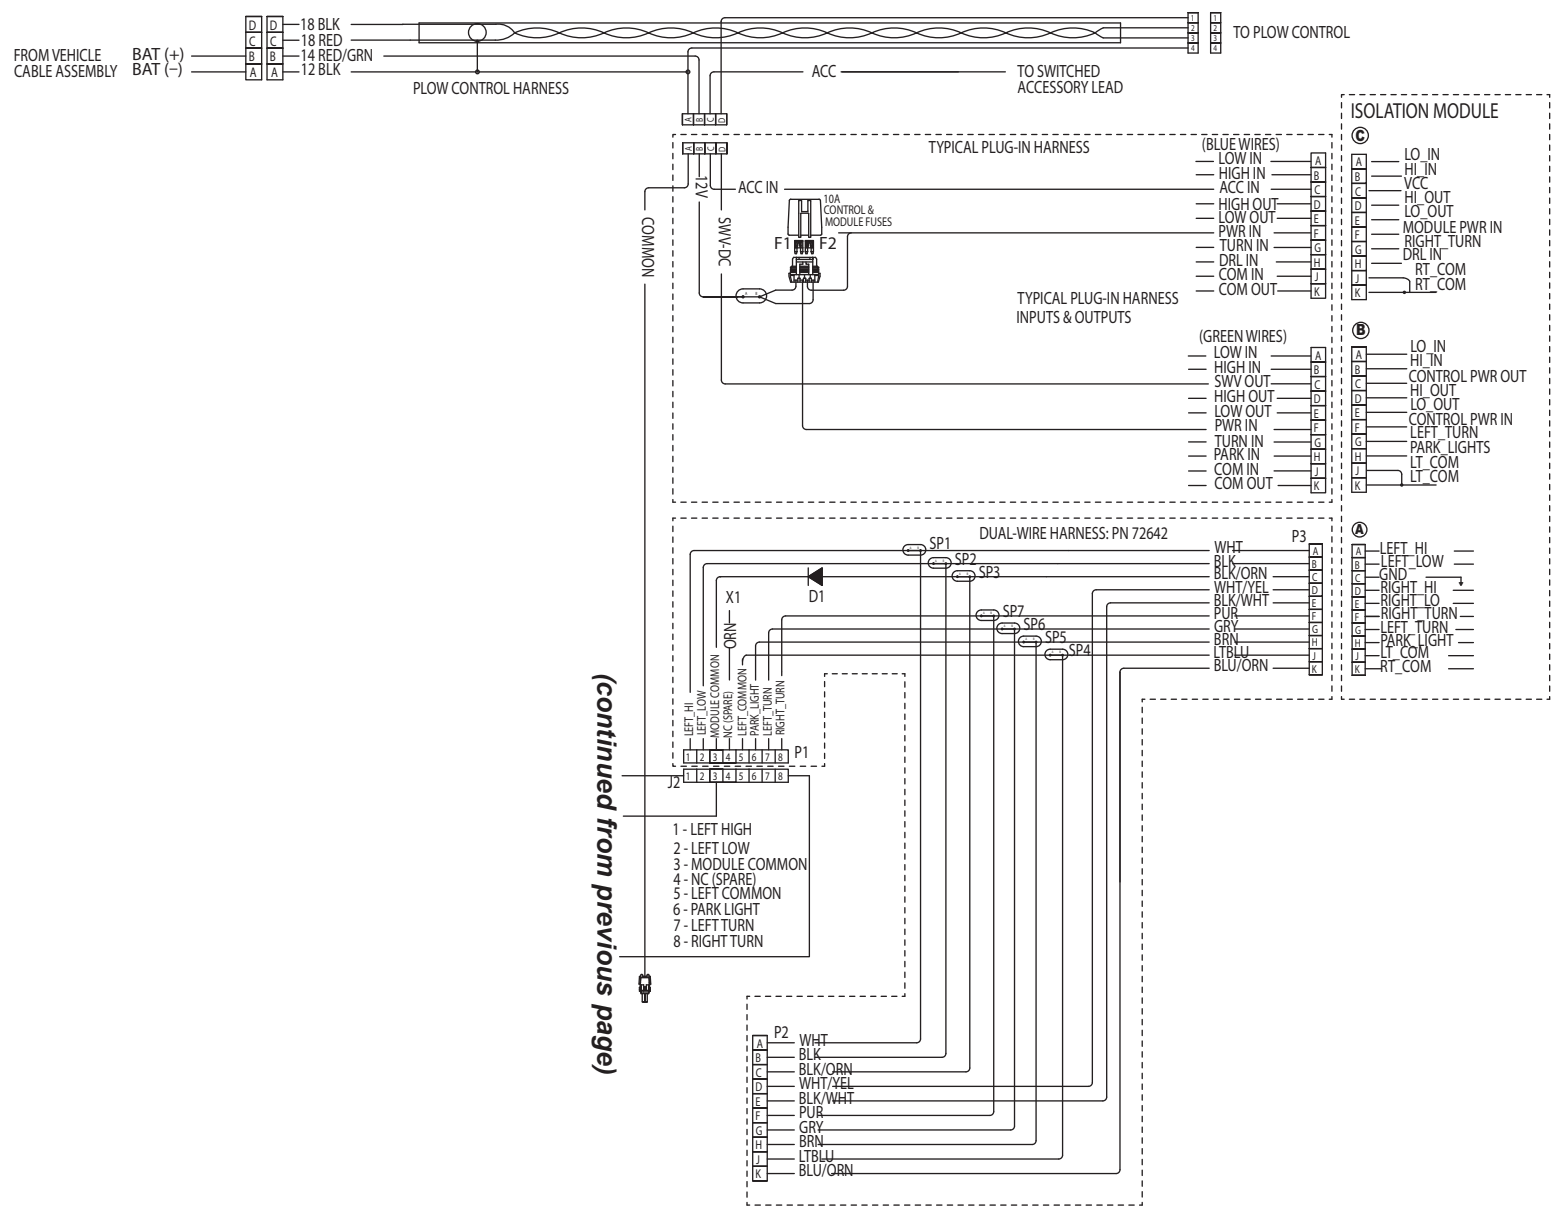 D D 18 BLK
C C 18 RED
FROM VEHICLE CABLE ASSEMBLY
BAT (+) B B 14 RED/GRN
BAT (–) A A 12 BLK
PLOW CONTROL HARNESS
1 1
2 2
3 3
4 4
TO PLOW CONTROL
ACC
TO SWITCHED
ACCESSORY LEAD
A B C D
A B C D
TYPICAL PLUG-IN HARNESS
COMMON
12V
SWV-DC
ACC IN
10A
CONTROL &
MODULE FUSES
F1 F2
TYPICAL PLUG-IN HARNESS
INPUTS & OUTPUTS
(BLUE WIRES)
LOW IN A
HIGH IN B
ACC IN C
HIGH OUT D
LOW OUT E
PWR IN F
TURN IN G
DRL IN H
COM IN J
COM OUT K
(GREEN WIRES)
LOW IN A
HIGH IN B
SWV OUT C
HIGH OUT D
LOW OUT E
PWR IN F
TURN IN G
PARK IN H
COM IN J
COM OUT K
ISOLATION MODULE
C
A LO_IN
B HI_IN
C VCC
D HI_OUT
E LO_OUT
F MODULE PWR IN
G RIGHT_TURN
H DRL IN
J RT_COM
K RT_COM
B
A LO_IN
B HI_IN
C CONTROL PWR OUT
D HI_OUT
E LO_OUT
F CONTROL PWR IN
G LEFT_TURN
H PARK_LIGHTS
J LT_COM
K LT_COM
A
A LEFT_HI
B LEFT_LOW
C GND
D RIGHT_HI
E RIGHT_LO
F RIGHT_TURN
G LEFT_TURN
H PARK_LIGHT
J LT_COM
K RT_COM
DUAL-WIRE HARNESS: PN 72642
P3
SP1
SP2
SP3
SP7
SP6
SP5
SP4
D1
X1
ORN
WHT A
BLK B
BLK/ORN C
WHT/YEL D
BLK/WHT E
PUR F
GRY G
BRN H
LTBLU J
BLU/ORN K
LEFT_HI
LEFT_LOW
MODULE COMMON
NC (SPARE)
LEFT_COMMON
PARK_LIGHT
LEFT_TURN
RIGHT_TURN
1 2 3 4 5 6 7 8 P1
J2 1 2 3 4 5 6 7 8
1 - LEFT HIGH
2 - LEFT LOW
3 - MODULE COMMON
4 - NC (SPARE)
5 - LEFT COMMON
6 - PARK LIGHT
7 - LEFT TURN
8 - RIGHT TURN
(continued from previous page)
P2
A WHT
B BLK
C BLK/ORN
D WHT/YEL
E BLK/WHT
F PUR
G GRY
H BRN
J LTBLU
K BLU/ORN